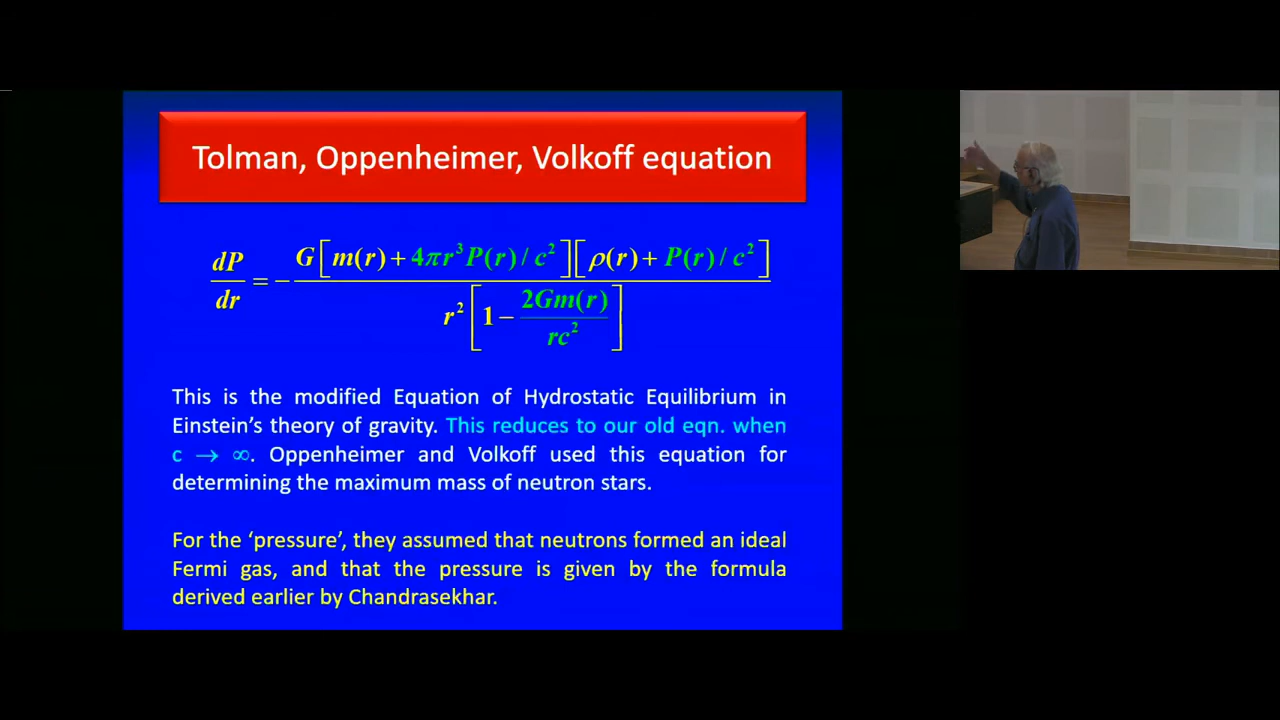 Tolman, Oppenheimer, Volkoff equation
dP/dr = − G[m(r) + 4πr³P(r)/c²][ρ(r) + P(r)/c²] / r²[1 − 2Gm(r)/rc²]
This is the modified Equation of Hydrostatic Equilibrium in
Einstein's theory of gravity. This reduces to our old eqn. when
c → ∞. Oppenheimer and Volkoff used this equation for
determining the maximum mass of neutron stars.
For the 'pressure', they assumed that neutrons formed an ideal
Fermi gas, and that the pressure is given by the formula
derived earlier by Chandrasekhar.